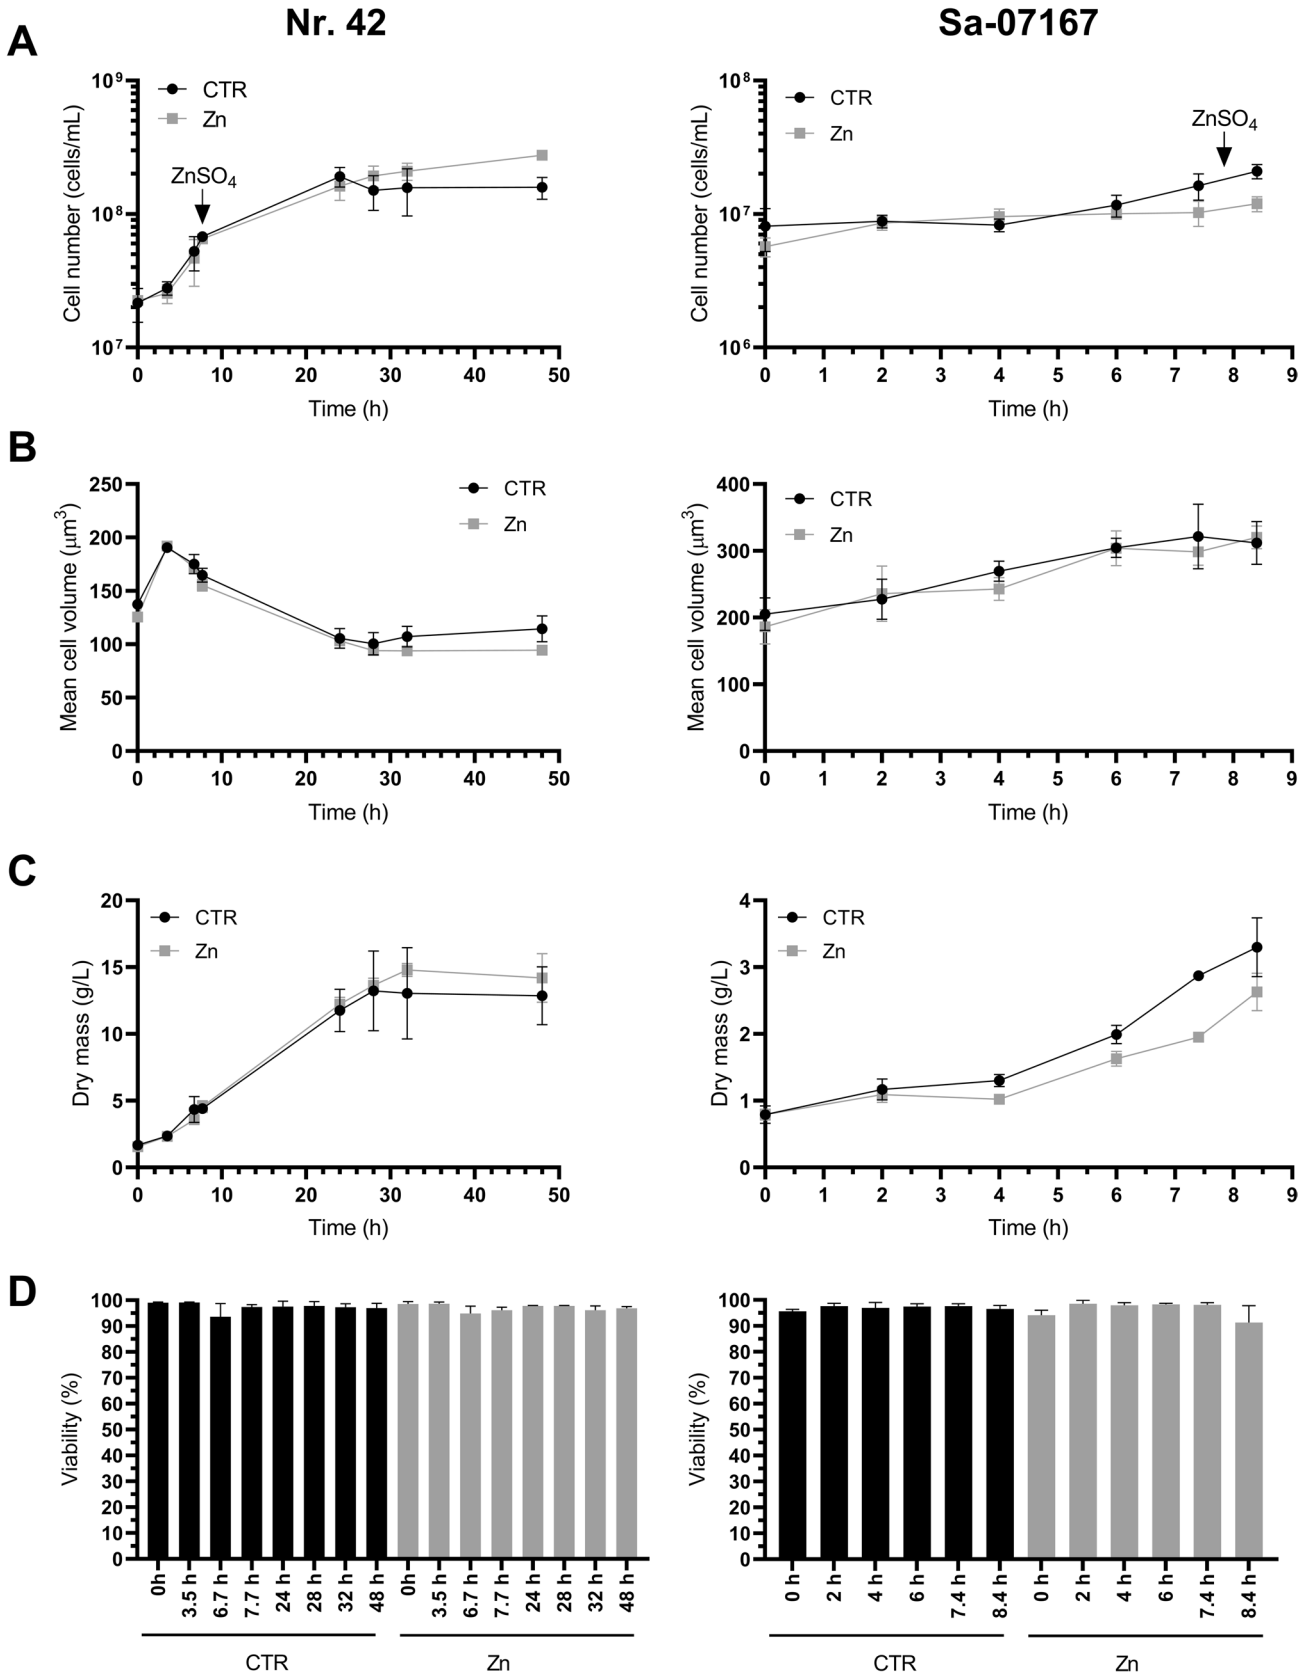 Nr. 42
Sa-07167
A
Cell number (cells/mL)
10⁹
10⁸
10⁷
CTR
Zn
ZnSO₄
0 10 20 30 40 50
Time (h)
Cell number (cells/mL)
10⁸
10⁷
10⁶
CTR
Zn
ZnSO₄
0 1 2 3 4 5 6 7 8 9
Time (h)
B
Mean cell volume (μm³)
250
200
150
100
50
0
CTR
Zn
0 10 20 30 40 50
Time (h)
Mean cell volume (μm³)
400
300
200
100
0
CTR
Zn
0 1 2 3 4 5 6 7 8 9
Time (h)
C
Dry mass (g/L)
20
15
10
5
0
CTR
Zn
0 10 20 30 40 50
Time (h)
Dry mass (g/L)
4
3
2
1
0
CTR
Zn
0 1 2 3 4 5 6 7 8 9
Time (h)
D
Viability (%)
100
90
80
70
60
50
40
30
20
10
0
0h 3.5 h 6.7 h 7.7 h 24 h 28 h 32 h 48 h 0h 3.5 h 6.7 h 7.7 h 24 h 28 h 32 h 48 h
CTR Zn
Viability (%)
100
90
80
70
60
50
40
30
20
10
0
0 h 2 h 4 h 6 h 7.4 h 8.4 h 0 h 2 h 4 h 6 h 7.4 h 8.4 h
CTR Zn